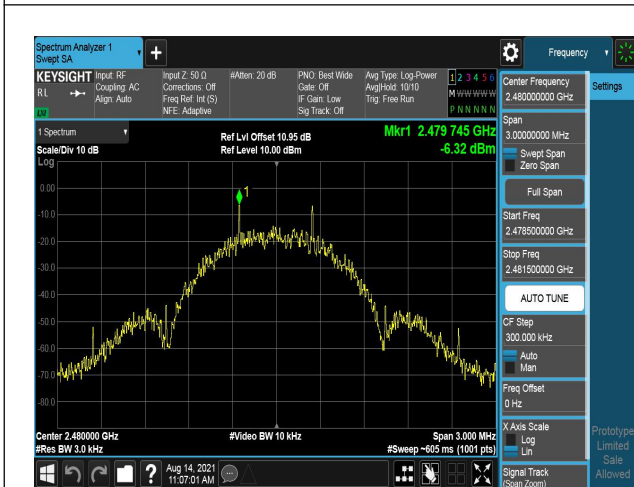 Spectrum Analyzer 1
Swept SA
+
Frequency
KEYSIGHT
R L
LXI
Input: RF
Coupling: AC
Align: Auto
Input Z: 50 Ω
Corrections: Off
Freq Ref: Int (S)
NFE: Adaptive
#Atten: 20 dB
PNO: Best Wide
Gate: Off
IF Gain: Low
Sig Track: Off
Avg Type: Log-Power
Avg|Hold: 10/10
Trig: Free Run
1 2 3 4 5 6
M W W W W W
P N N N N N
1 Spectrum
Scale/Div 10 dB
Ref Lvl Offset 10.95 dB
Ref Level 10.00 dBm
Mkr1 2.479 745 GHz
-6.32 dBm
Log
1
0.00
-10.0
-20.0
-30.0
-40.0
-50.0
-60.0
-70.0
-80.0
Center 2.480000 GHz
#Res BW 3.0 kHz
#Video BW 10 kHz
Span 3.000 MHz
#Sweep ~605 ms (1001 pts)
?
Aug 14, 2021
11:07:01 AM
Center Frequency
2.480000000 GHz
Span
3.00000000 MHz
Swept Span
Zero Span
Full Span
Start Freq
2.478500000 GHz
Stop Freq
2.481500000 GHz
AUTO TUNE
CF Step
300.000 kHz
Auto
Man
Freq Offset
0 Hz
X Axis Scale
Log
Lin
Signal Track
(Span Zoom)
Settings
Prototype
Limited
Sale
Allowed